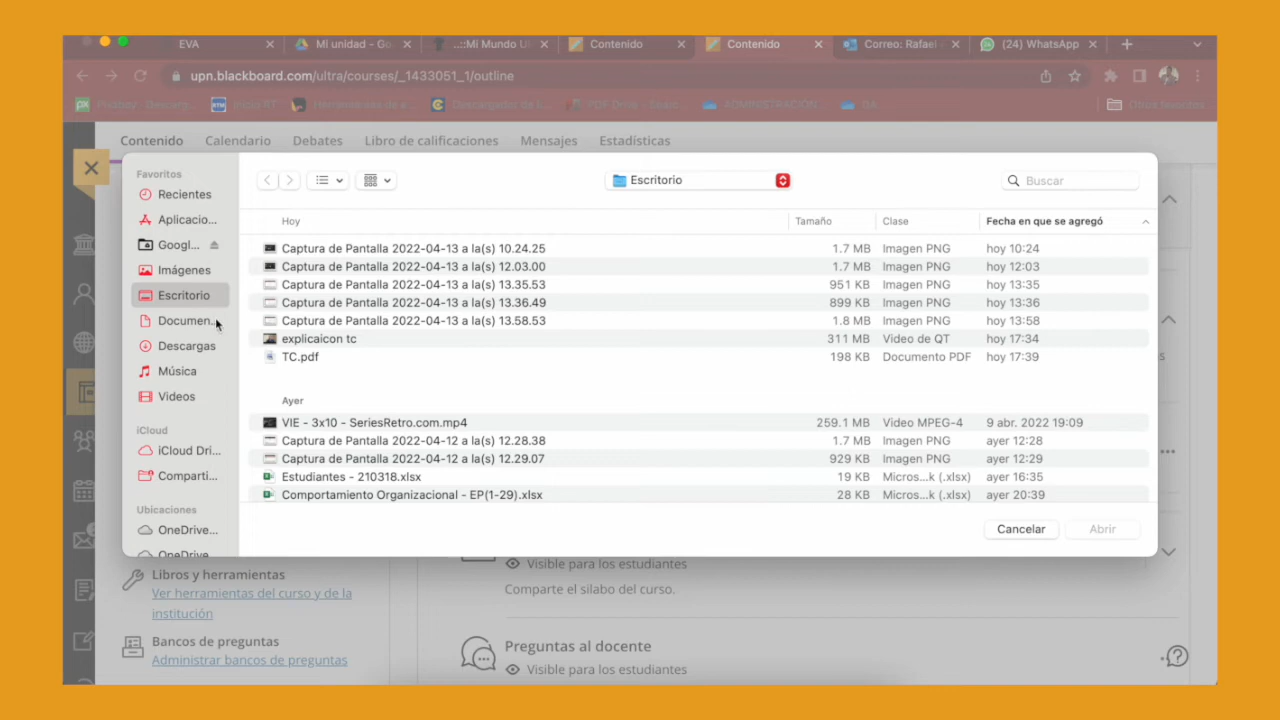 EVA
Mi unidad - Go
..::Mi Mundo U
Contenido
Contenido
Correo: Rafael
(24) WhatsApp
upn.blackboard.com/ultra/courses/_1433051_1/outline
ADMINISTRACIÓN
Otros favoritos
Contenido
Calendario
Debates
Libro de calificaciones
Mensajes
Estadísticas
Favoritos
Recientes
Aplicacio...
Googl...
Imágenes
Escritorio
Documen...
Descargas
Música
Videos
iCloud
iCloud Dri...
Comparti...
Ubicaciones
OneDrive...
OneDrive
Escritorio
Buscar
Hoy Tamaño Clase Fecha en que se agregó
Captura de Pantalla 2022-04-13 a la(s) 10.24.25 1.7 MB Imagen PNG hoy 10:24
Captura de Pantalla 2022-04-13 a la(s) 12.03.00 1.7 MB Imagen PNG hoy 12:03
Captura de Pantalla 2022-04-13 a la(s) 13.35.53 951 KB Imagen PNG hoy 13:35
Captura de Pantalla 2022-04-13 a la(s) 13.36.49 899 KB Imagen PNG hoy 13:36
Captura de Pantalla 2022-04-13 a la(s) 13.58.53 1.8 MB Imagen PNG hoy 13:58
explicaicon tc 311 MB Video de QT hoy 17:34
TC.pdf 198 KB Documento PDF hoy 17:39
Ayer
VIE - 3x10 - SeriesRetro.com.mp4 259.1 MB Video MPEG-4 9 abr. 2022 19:09
Captura de Pantalla 2022-04-12 a la(s) 12.28.38 1.7 MB Imagen PNG ayer 12:28
Captura de Pantalla 2022-04-12 a la(s) 12.29.07 929 KB Imagen PNG ayer 12:29
Estudiantes - 210318.xlsx 19 KB Micros...k (.xlsx) ayer 16:35
Comportamiento Organizacional - EP(1-29).xlsx 28 KB Micros...k (.xlsx) ayer 20:39
Cancelar
Abrir
Libros y herramientas
Ver herramientas del curso y de la
institución
Bancos de preguntas
Administrar bancos de preguntas
Visible para los estudiantes
Comparte el silabo del curso.
Preguntas al docente
Visible para los estudiantes